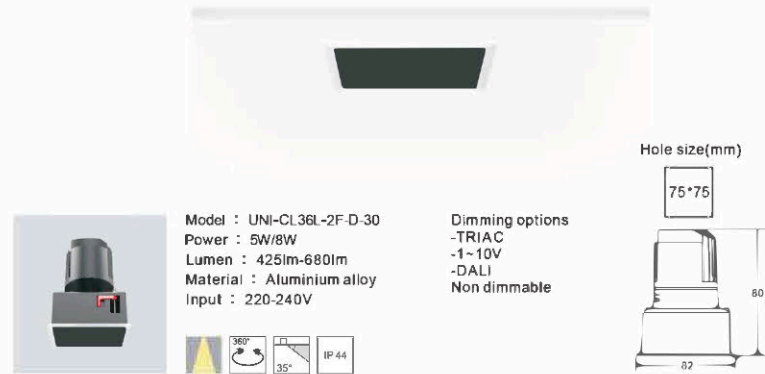 Hole size(mm)
75*75
Model : UNI-CL36L-2F-D-30
Power : 5W/8W
Lumen : 425lm-680lm
Material : Aluminium alloy
Input : 220-240V
Dimming options
-TRIAC
-1~10V
-DALI
Non dimmable
360°
35°
IP 44
80
82